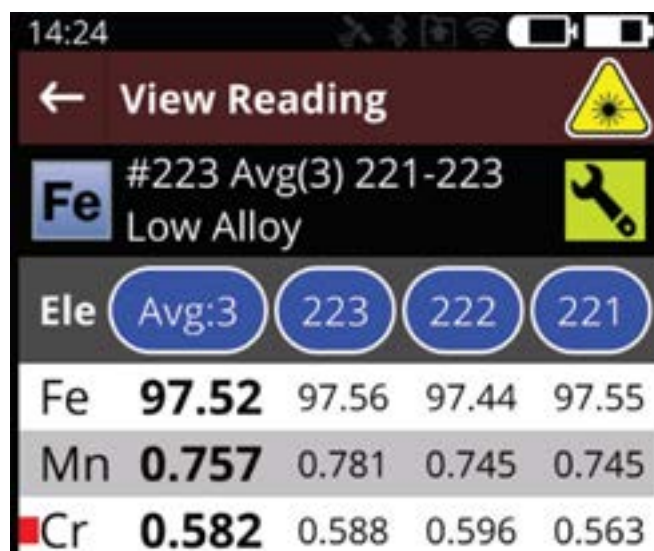 14:24
← View Reading
Fe #223 Avg(3) 221-223
Low Alloy
Ele Avg:3 223 222 221
Fe 97.52 97.56 97.44 97.55
Mn 0.757 0.781 0.745 0.745
Cr 0.582 0.588 0.596 0.563